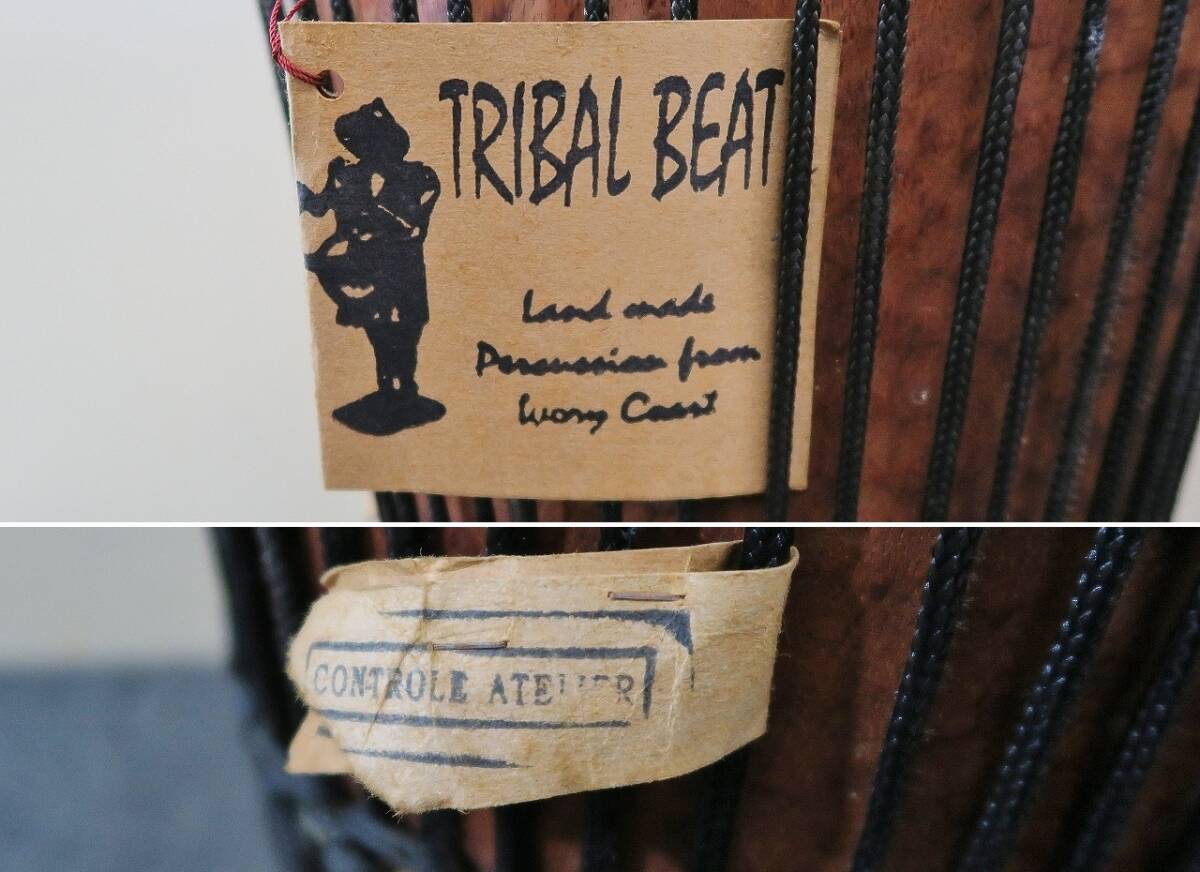 TRIBAL BEAT
Hand made
Percussion from
Ivory Coast
CONTROLE ATELIER